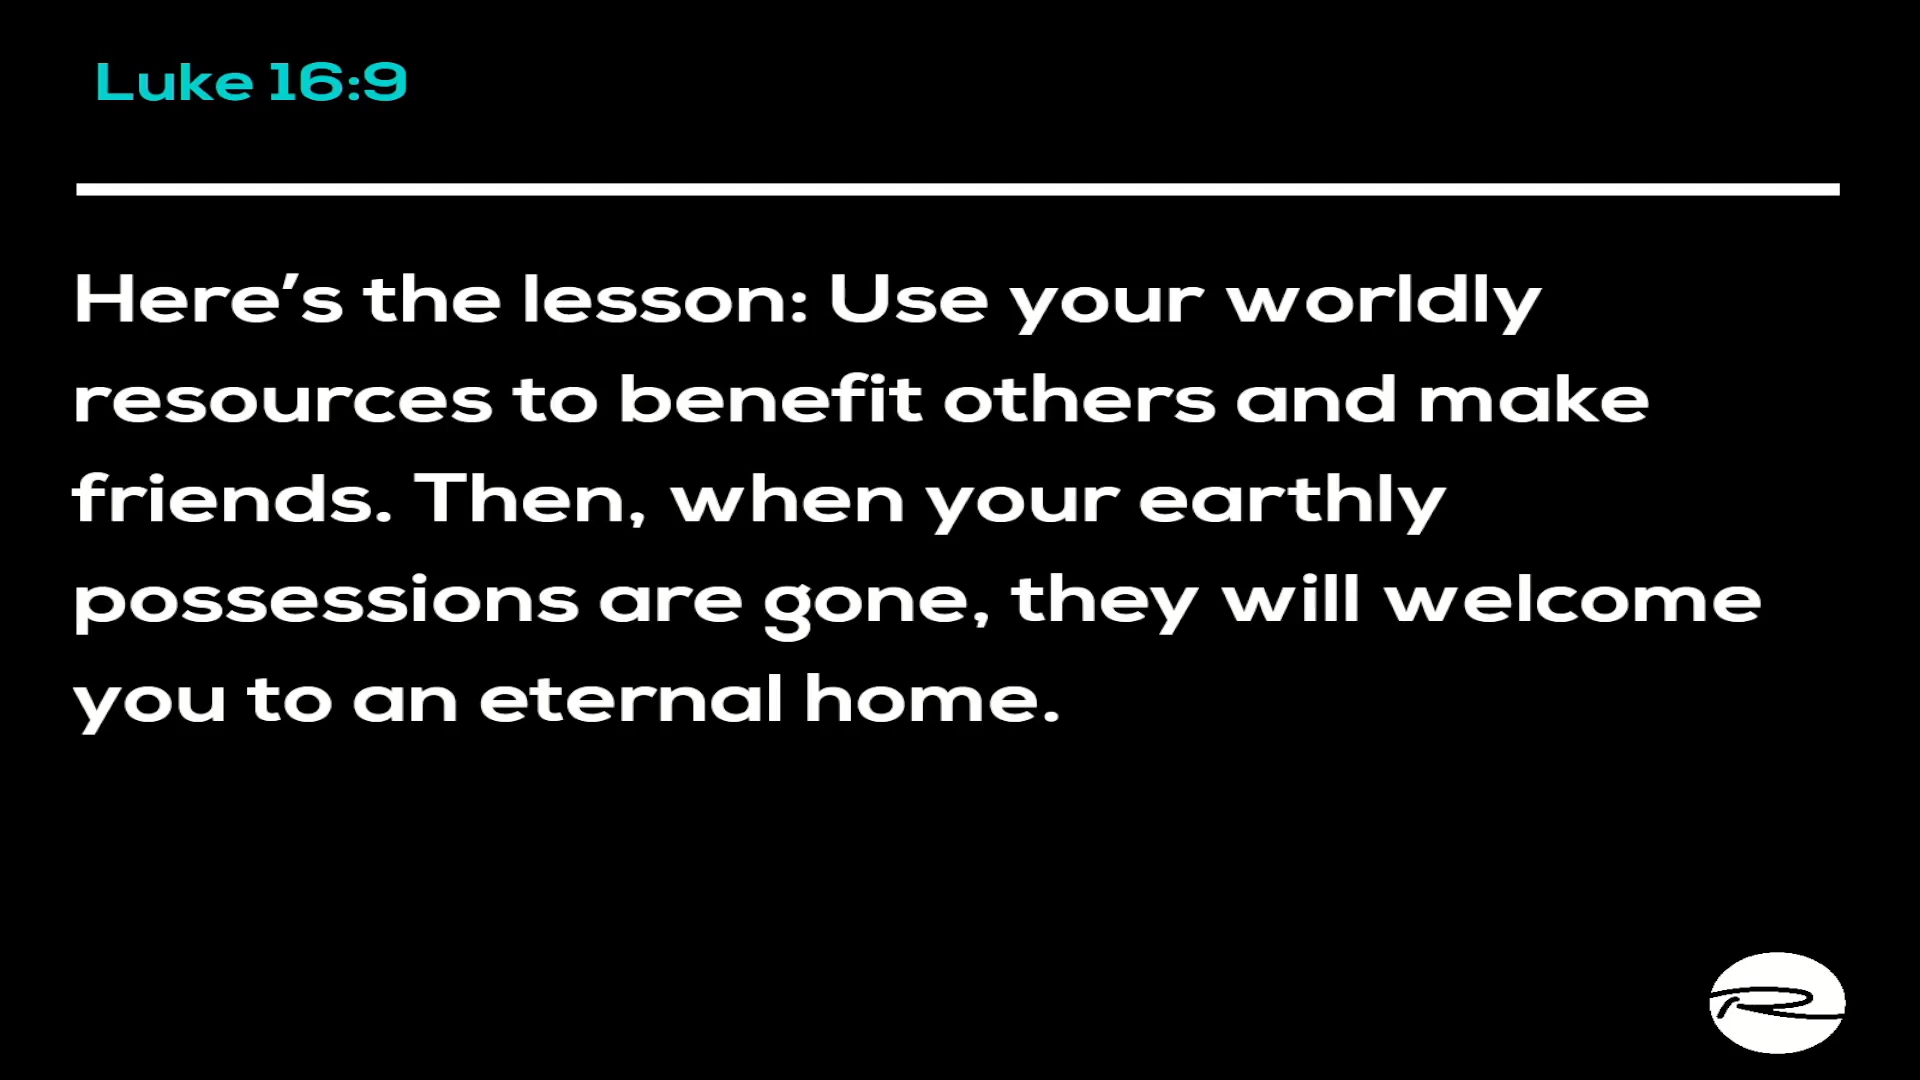 Luke 16:9
Here’s the lesson: Use your worldly
resources to benefit others and make
friends. Then, when your earthly
possessions are gone, they will welcome
you to an eternal home.
R